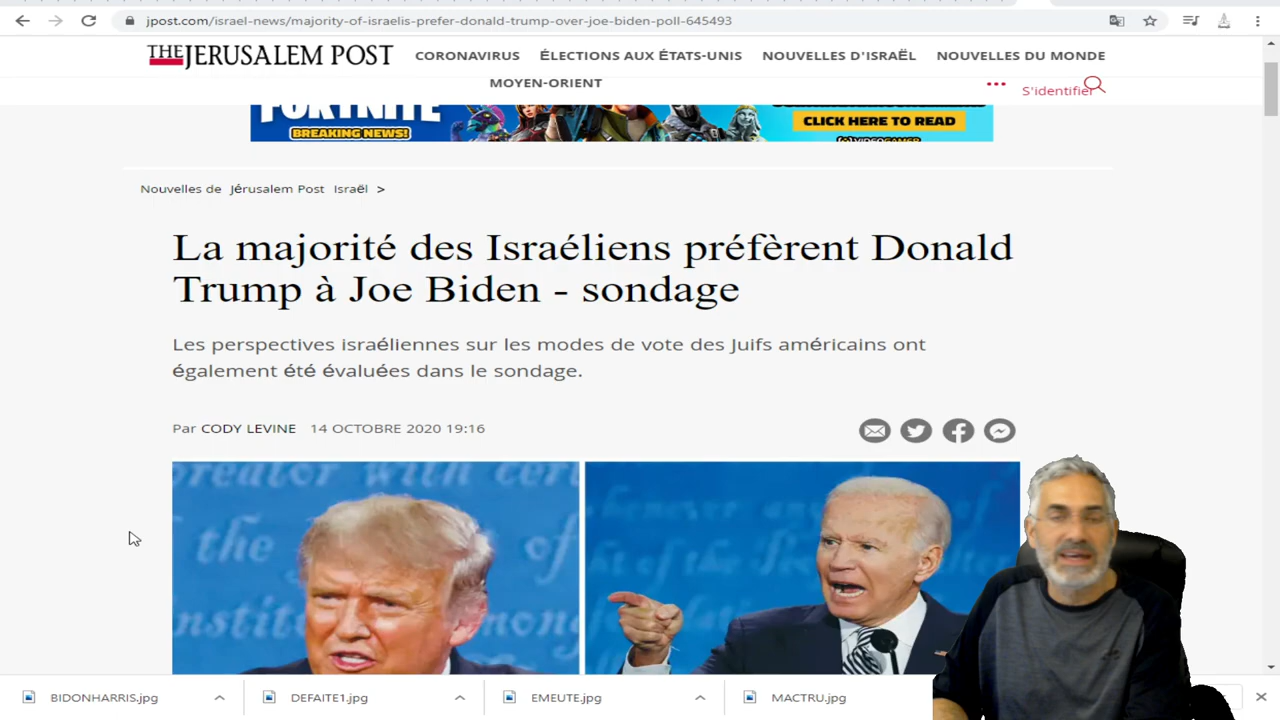 jpost.com/israel-news/majority-of-israelis-prefer-donald-trump-over-joe-biden-poll-645493
THE JERUSALEM POST
CORONAVIRUS ÉLECTIONS AUX ÉTATS-UNIS NOUVELLES D'ISRAËL NOUVELLES DU MONDE
MOYEN-ORIENT
S'identifier
FORTNITE
BREAKING NEWS!
CLICK HERE TO READ
Nouvelles de Jérusalem Post Israël >
La majorité des Israéliens préfèrent Donald
Trump à Joe Biden - sondage
Les perspectives israéliennes sur les modes de vote des Juifs américains ont
également été évaluées dans le sondage.
Par CODY LEVINE 14 OCTOBRE 2020 19:16
the
of
BIDONHARRIS.jpg
DEFAITE1.jpg
EMEUTE.jpg
MACTRU.jpg